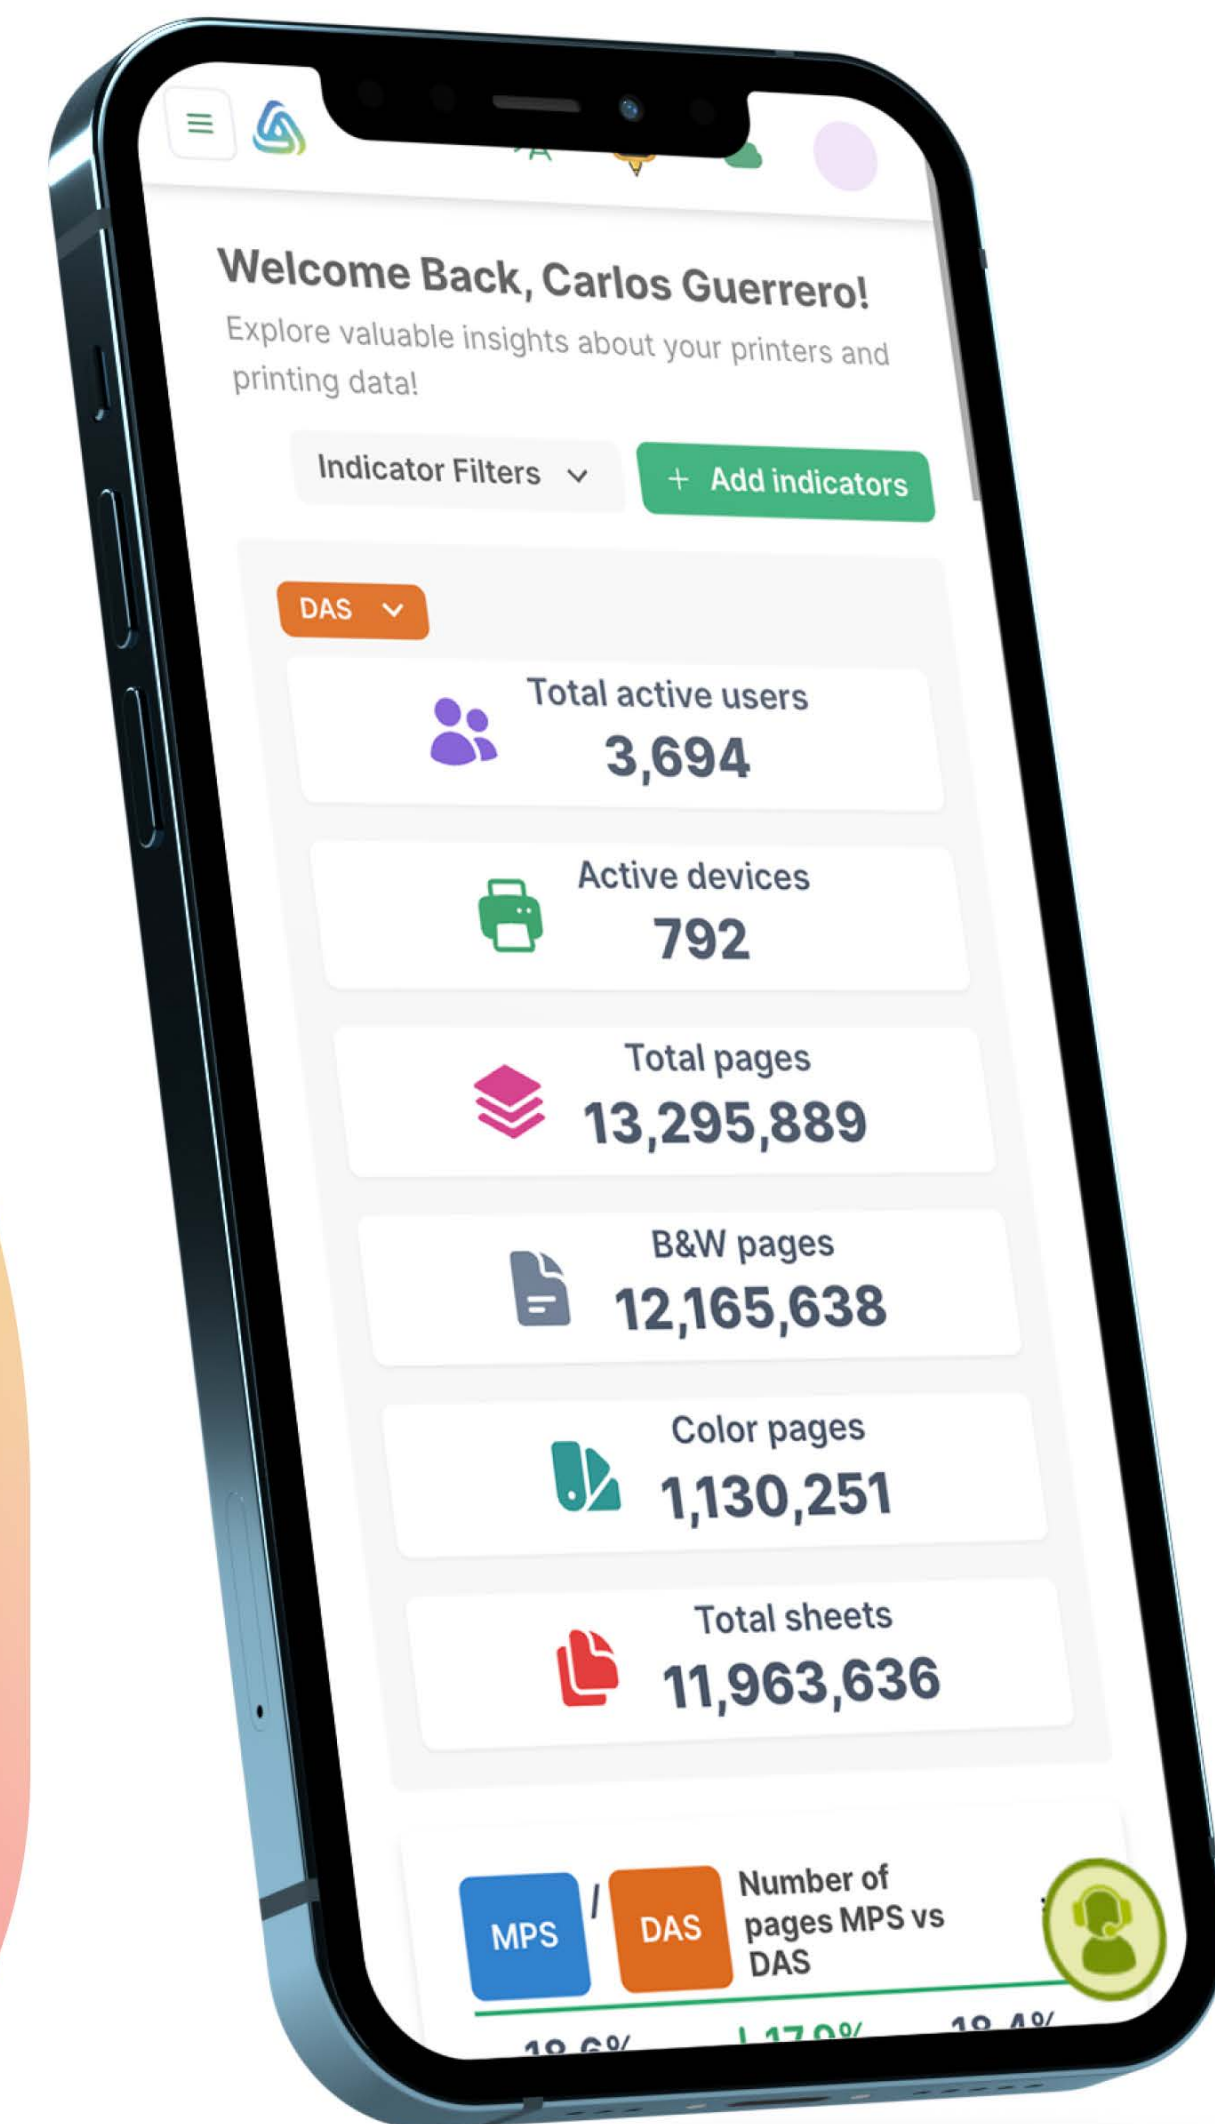 Welcome Back, Carlos Guerrero!
Explore valuable insights about your printers and
printing data!
Indicator Filters
+ Add indicators
DAS
Total active users
3,694
Active devices
792
Total pages
13,295,889
B&W pages
12,165,638
Color pages
1,130,251
Total sheets
11,963,636
MPS / DAS
Number of
pages MPS vs
DAS